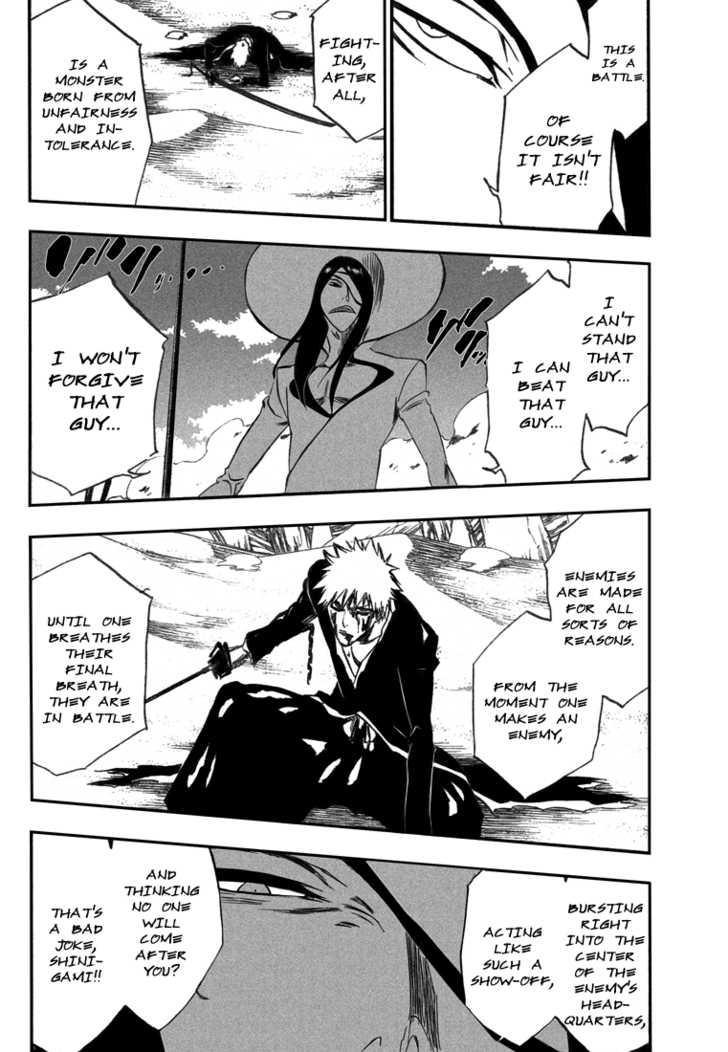 THIS
IS A
BATTLE.
OF
COURSE
IT ISN'T
FAIR!!
FIGHT-
ING,
AFTER
ALL,
IS A
MONSTER
BORN FROM
UNFAIRNESS
AND IN-
TOLERANCE.
I
CAN'T
STAND
THAT
GUY...
I CAN
BEAT
THAT
GUY...
I WON'T
FORGIVE
THAT
GUY...
ENEMIES
ARE MADE
FOR ALL
SORTS OF
REASONS.
FROM THE
MOMENT ONE
MAKES AN
ENEMY,
UNTIL ONE
BREATHES
THEIR
FINAL
BREATH,
THEY ARE
IN BATTLE.
BURSTING
RIGHT
INTO THE
CENTER
OF THE
ENEMY'S
HEAD-
QUARTERS,
ACTING
LIKE
SUCH A
SHOW-OFF,
AND
THINKING
NO ONE
WILL
COME
AFTER
YOU?
THAT'S
A BAD
JOKE,
SHINI-
GAMI!!